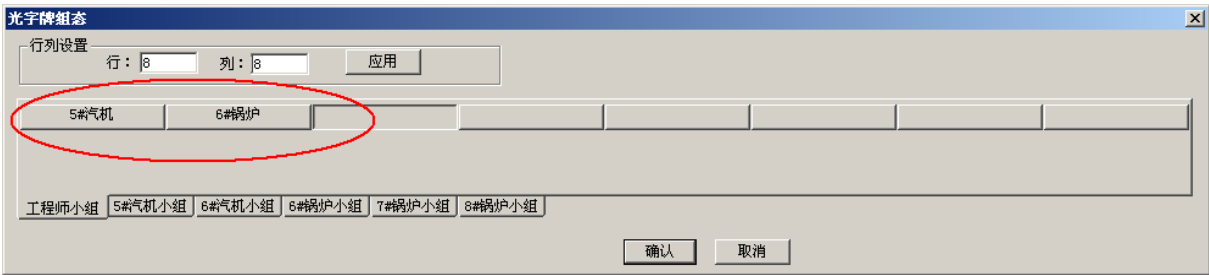 光字牌组态
行列设置
行： 8 列： 8 应用
5#汽机 6#锅炉
工程师小组 5#汽机小组 6#汽机小组 6#锅炉小组 7#锅炉小组 8#锅炉小组
确认 取消